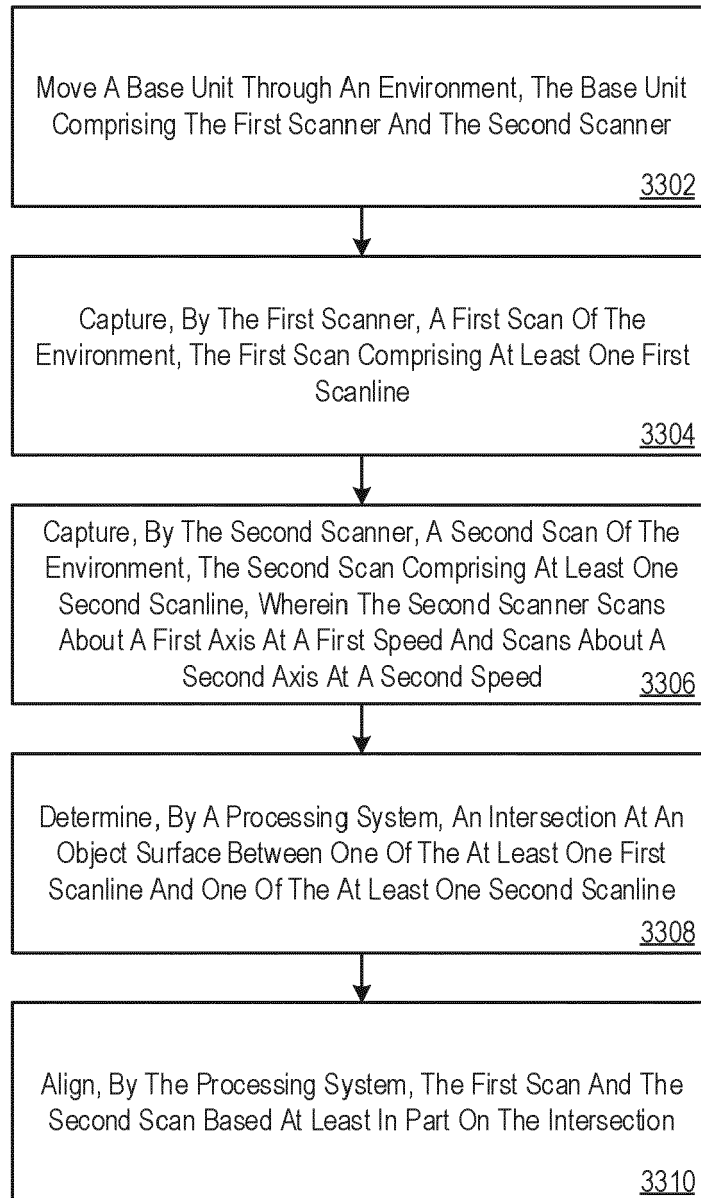 Move A Base Unit Through An Environment, The Base Unit
Comprising The First Scanner And The Second Scanner
3302
Capture, By The First Scanner, A First Scan Of The
Environment, The First Scan Comprising At Least One First
Scanline
3304
Capture, By The Second Scanner, A Second Scan Of The
Environment, The Second Scan Comprising At Least One
Second Scanline, Wherein The Second Scanner Scans
About A First Axis At A First Speed And Scans About A
Second Axis At A Second Speed
3306
Determine, By A Processing System, An Intersection At An
Object Surface Between One Of The At Least One First
Scanline And One Of The At Least One Second Scanline
3308
Align, By The Processing System, The First Scan And The
Second Scan Based At Least In Part On The Intersection
3310